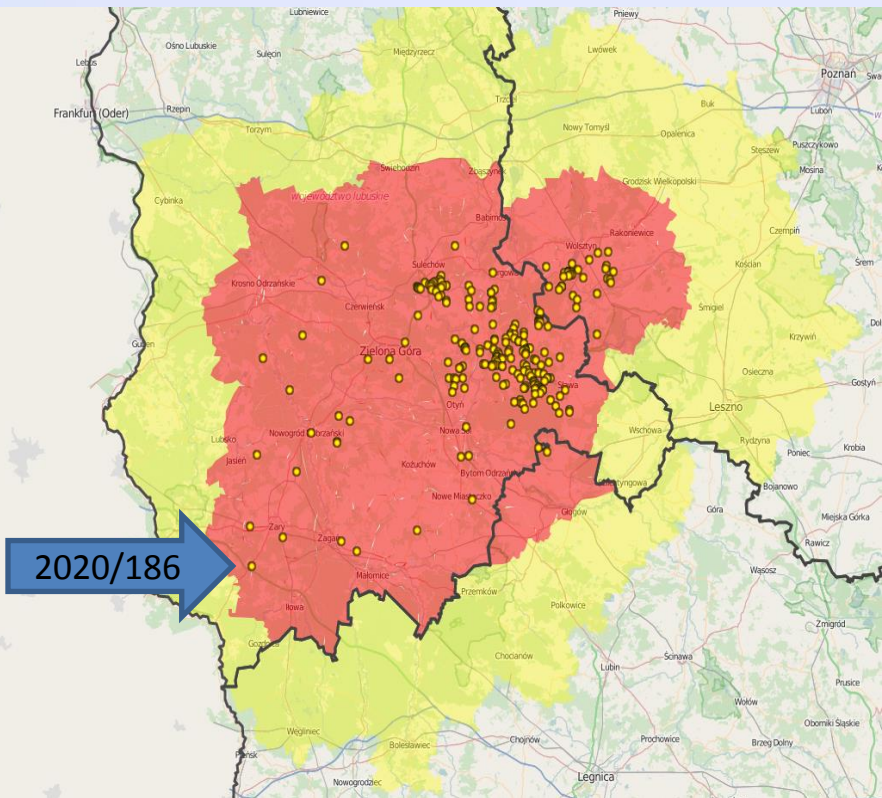 Lubniewice
Pniewy
Ośno Lubuskie
Sulęcin
Międzyrzecz
Lwówek
Lebus
Poznań
Swa
Frankfurt (Oder)
Rzepin
Trzciel
Buk
Luboń
Torzym
Nowy Tomyśl
Opalenica
Puszczykowo
Świebodzin
Zbąszynek
Stęszew
Mosina
Cybinka
województwo lubuskie
Grodzisk Wielkopolski
Babimost
Rakoniewice
Czempiń
Wolsztyn
Sulechów
Kościan
Śrem
Krosno Odrzańskie
Czerwieńsk
Śmigiel
Dol
Guben
Zielona Góra
Krzywiń
Osieczna
Sława
Gostyń
Otyń
Leszno
Lubsko
Nowogród Bobrzański
Nowa Sól
Wschowa
Rydzyna
Jasień
Krobia
Poniec
Kożuchów
Bytom Odrzański
Bojanowo
Nowe Miasteczko
Góra
Miejska Górka
Głogów
Żary
Żagań
Rawicz
2020/186
Wąsosz
Małomice
Przemków
Iłowa
Polkowice
Żmigród
Gozdnica
Chocianów
Ścinawa
Lubin
Prusice
Wołów
Węgliniec
Oborniki Śląskie
Chojnów
Prochowice
Bolesławiec
Brzeg Dolny
Pieńsk
Legnica
Nowogrodziec